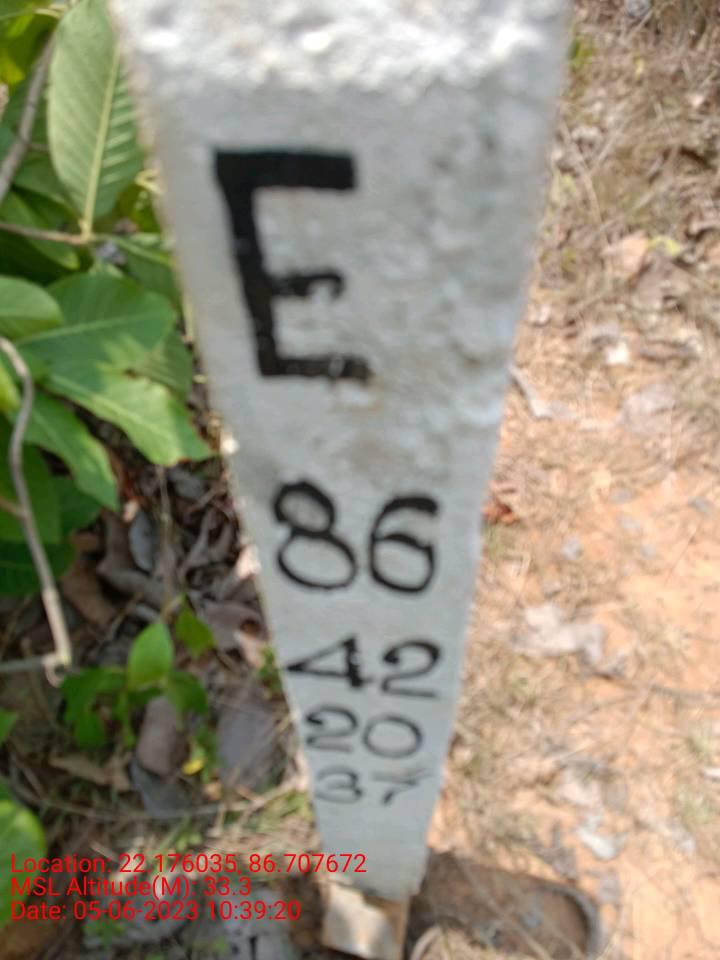 E
86
42
20
Location: 22.176035, 86.707672
MSL Altitude(M): 33.3
Date: 05-06-2023 10:39:20